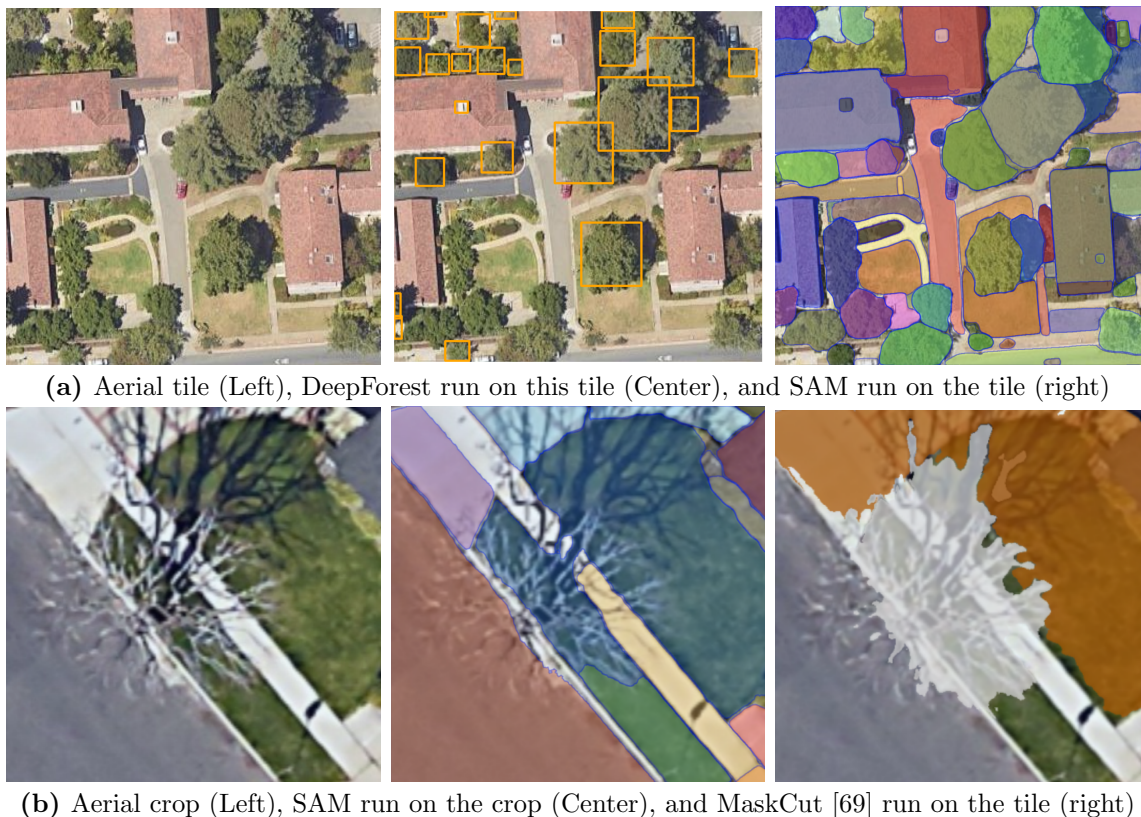 (a) Aerial tile (Left), DeepForest run on this tile (Center), and SAM run on the tile (right)
(b) Aerial crop (Left), SAM run on the crop (Center), and MaskCut [69] run on the tile (right)